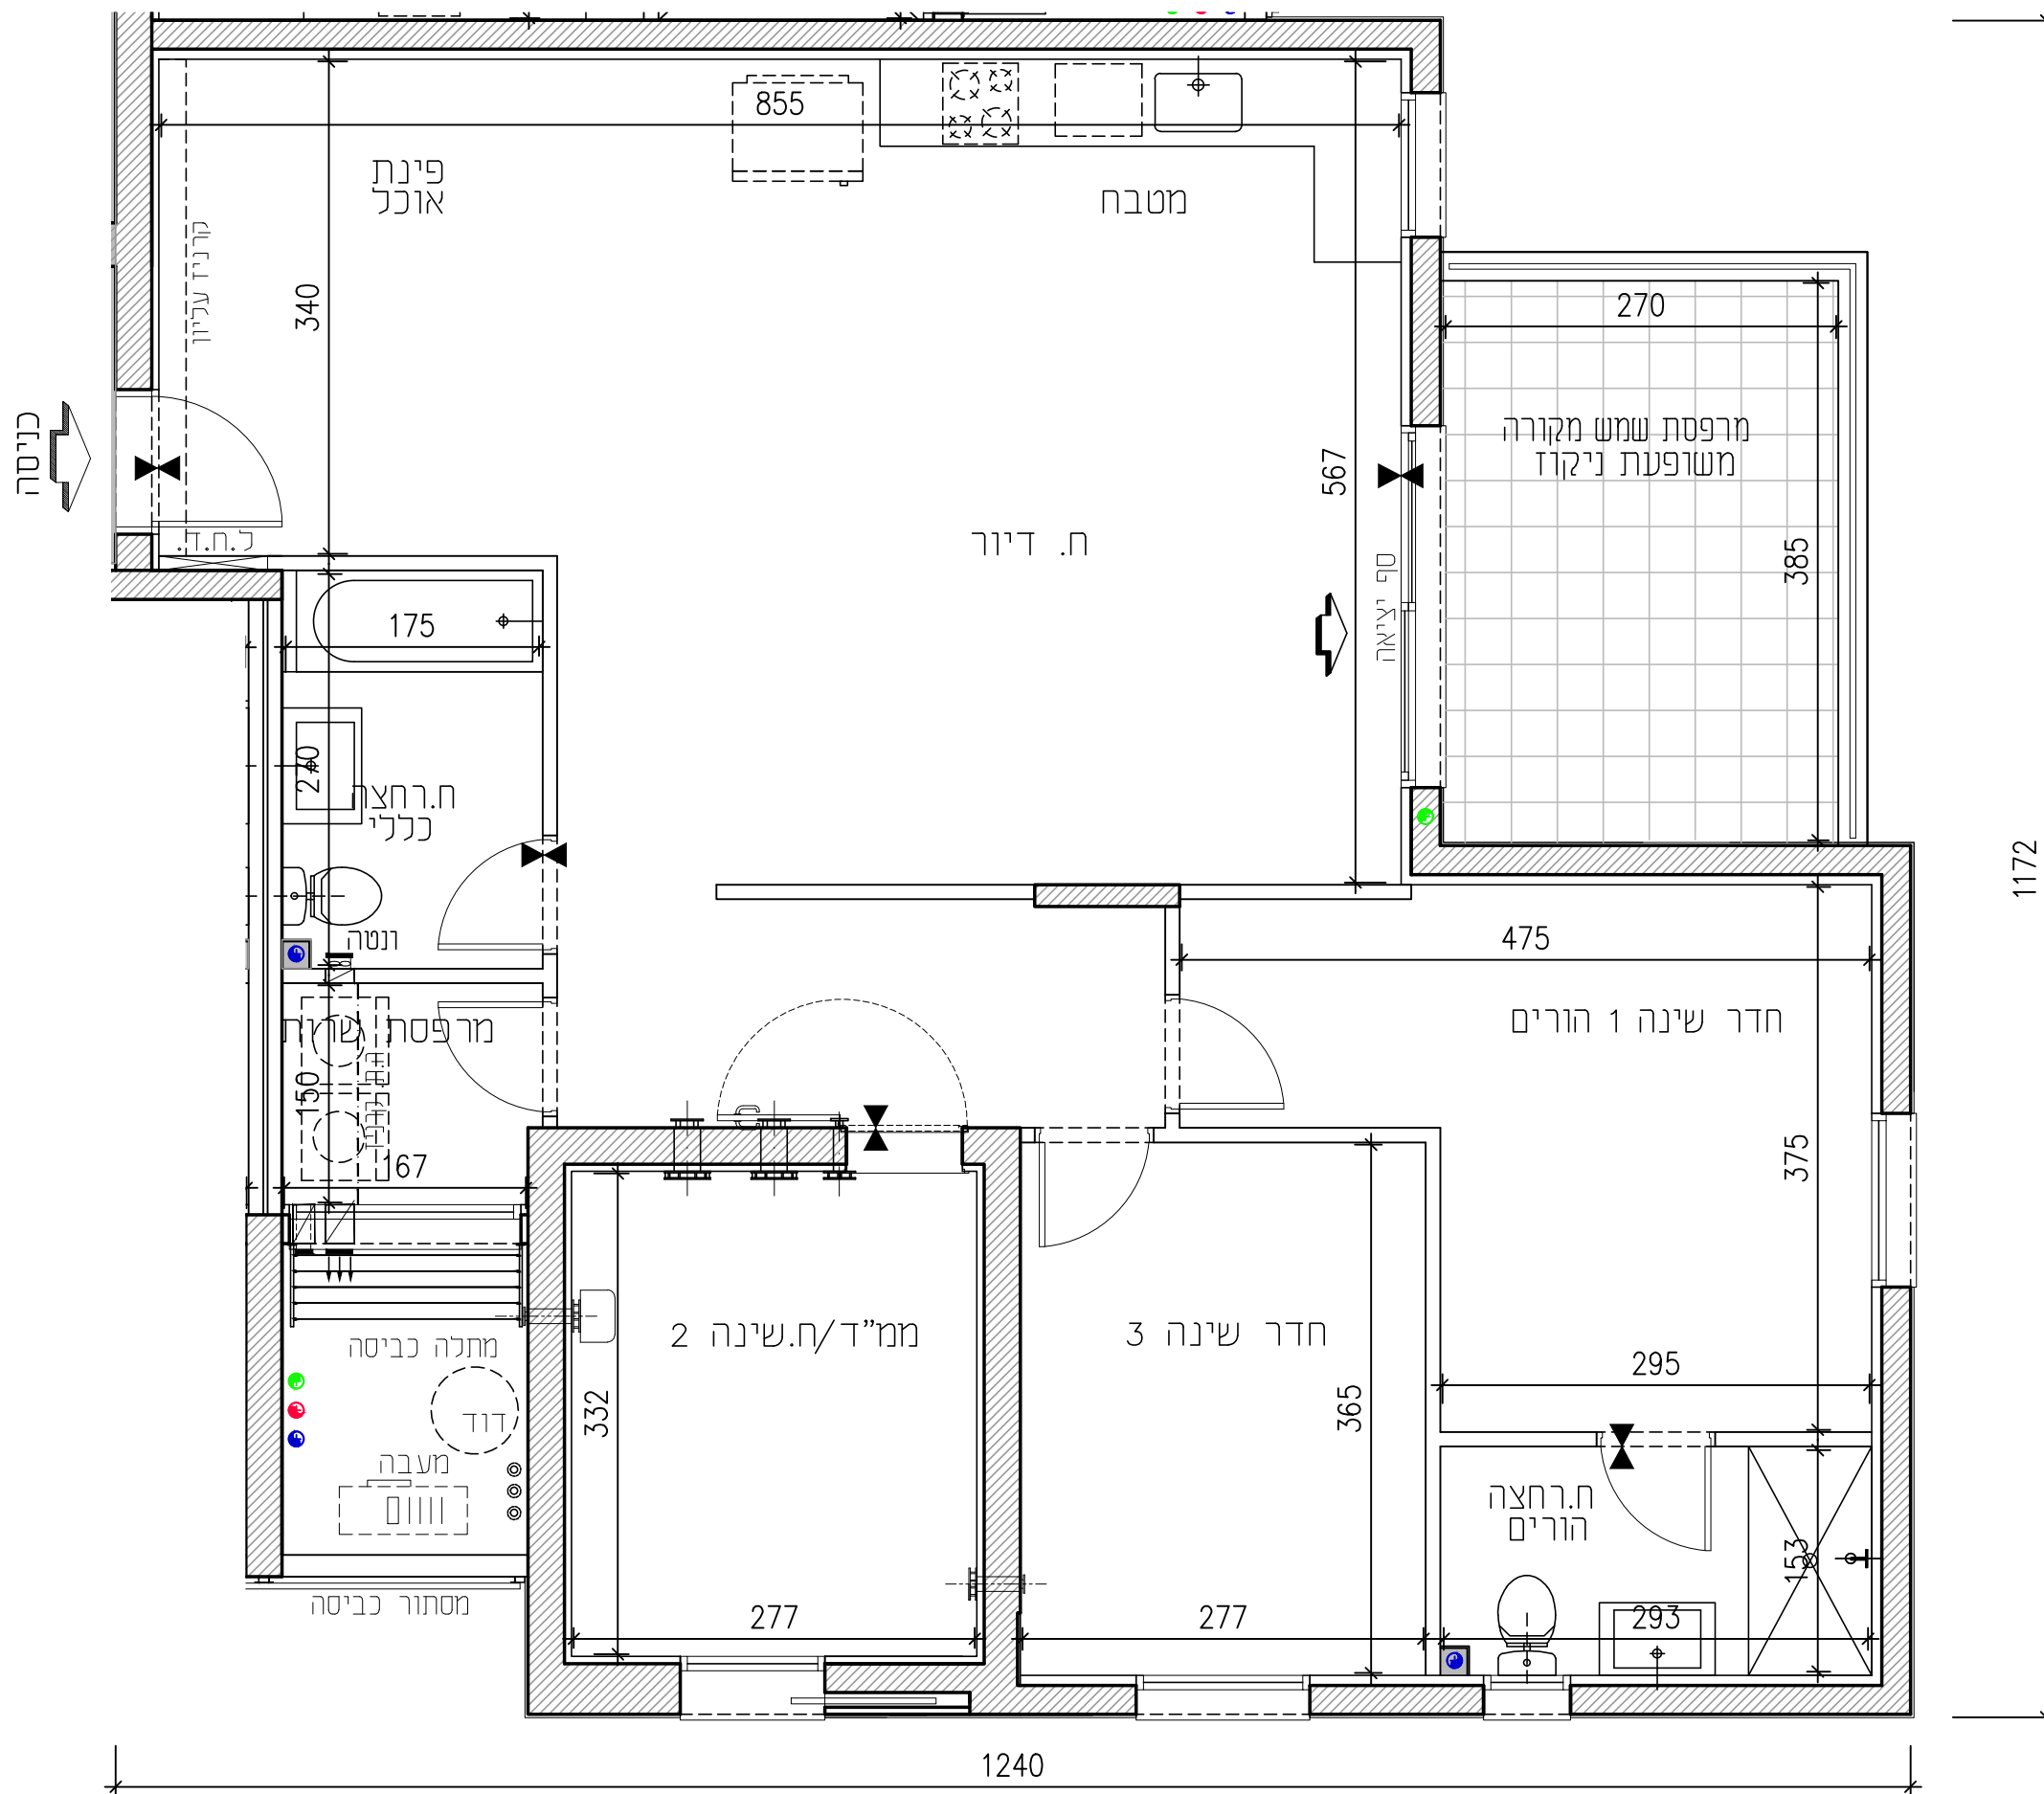 855
פינת
אוכל
מטבח
קרניז עליון
340
270
כניסה
567
מרפסת שמש מקורה
משופעת ניקוז
ל.ח.ד.
ח. דיור
סף יציאה
385
175
270
ח.רחצה
כללי
1172
ונטה
475
מרפסת שרות
חדר שינה 1 הורים
150
167
375
מתלה כביסה
ממ"ד/ח.שינה 2
חדר שינה 3
295
332
365
דוד
מעבה
ח.רחצה
הורים
153
מסתור כביסה
277
277
293
1240